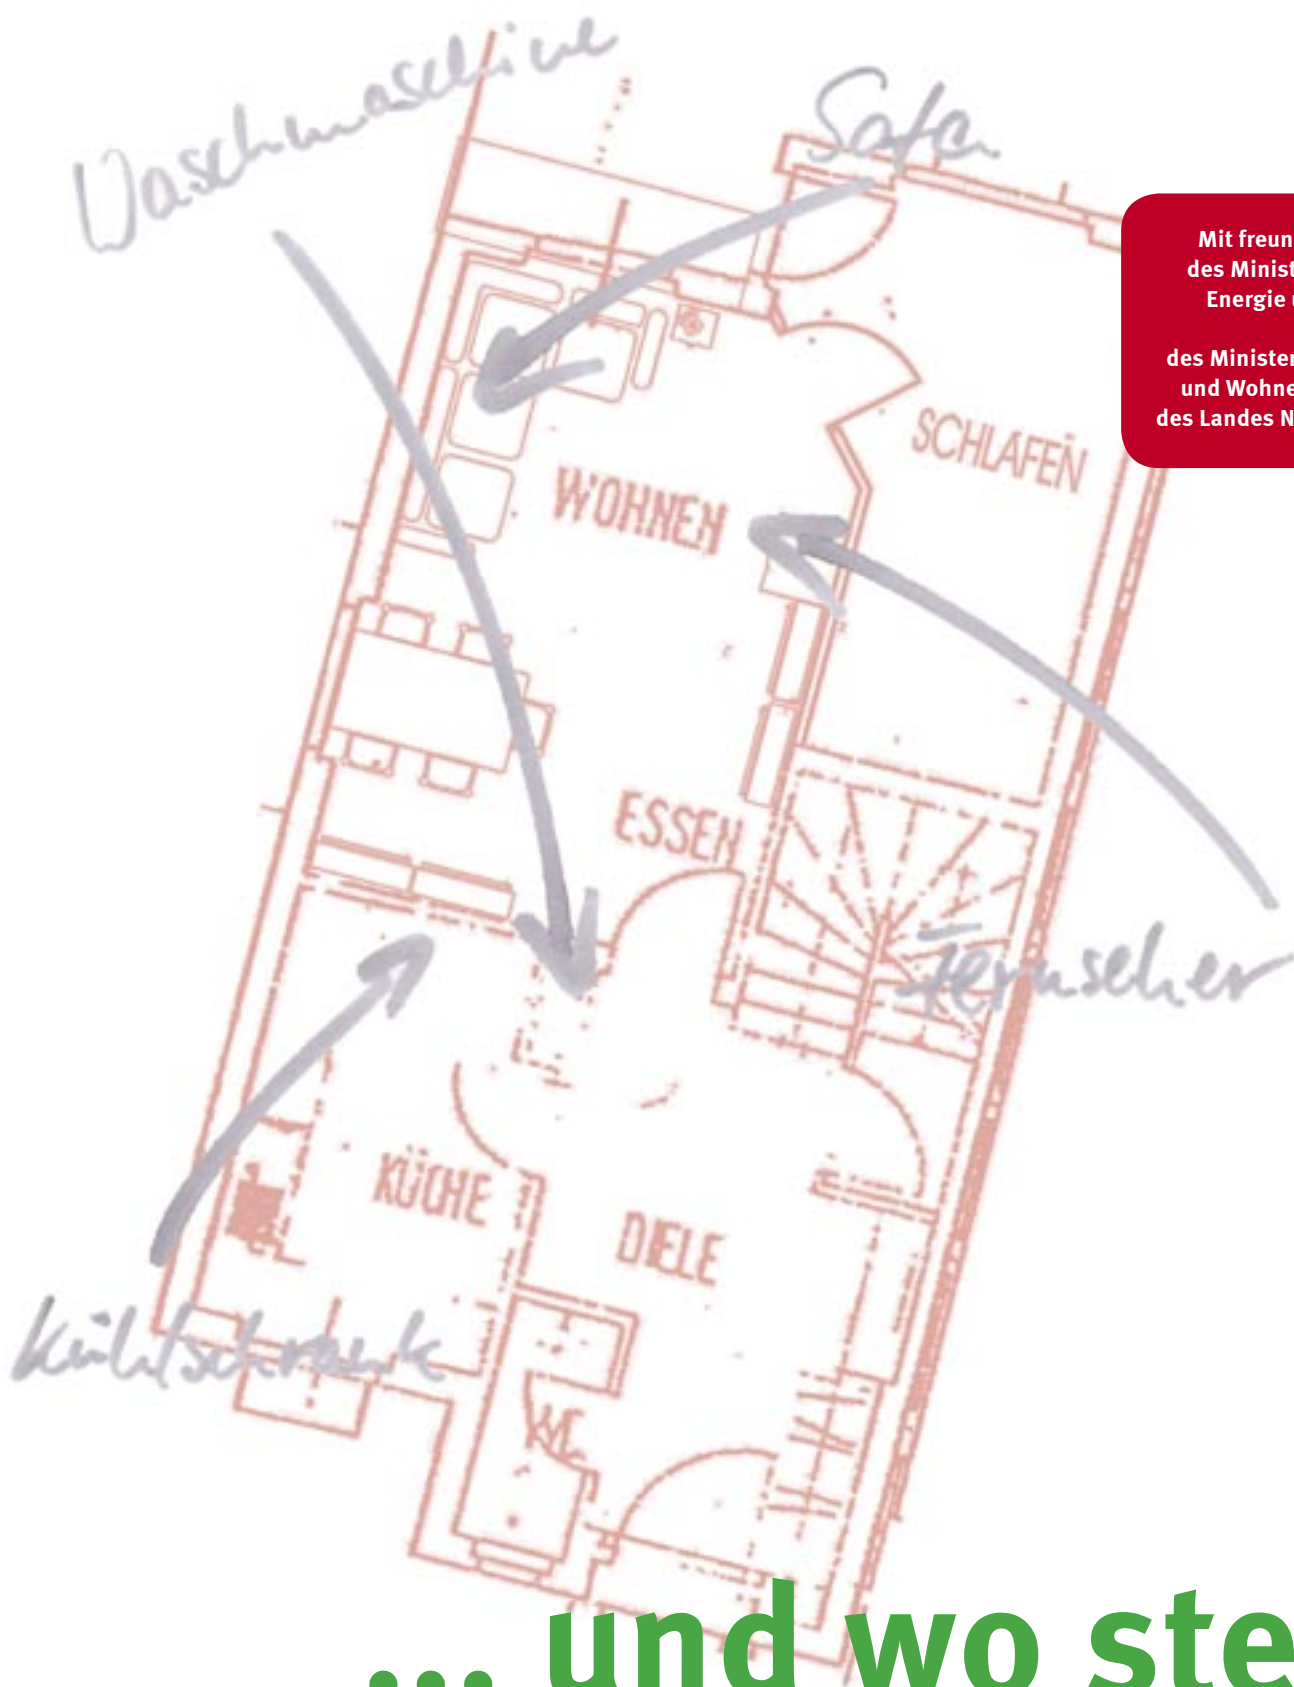 Waschmaschine
Sofa
Mit freun
des Minist
Energie u
des Minister
und Wohne
des Landes N
SCHLAFEN
WOHNEN
ESSEN
Fernseher
KÜCHE
DIELE
Kühlschrank
WC
... und wo ste